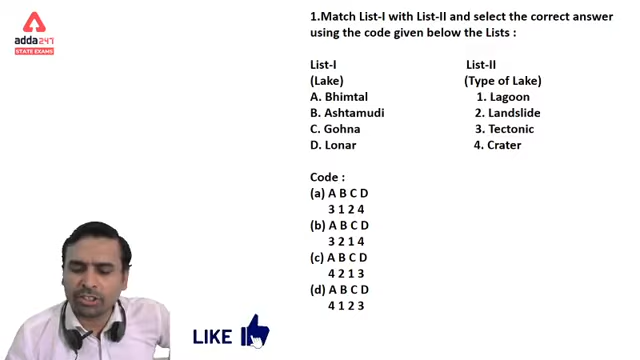 adda247
STATE EXAMS
1.Match List-I with List-II and select the correct answer
using the code given below the Lists :
List-I List-II
(Lake) (Type of Lake)
A. Bhimtal 1. Lagoon
B. Ashtamudi 2. Landslide
C. Gohna 3. Tectonic
D. Lonar 4. Crater
Code :
(a) A B C D
3 1 2 4
(b) A B C D
3 2 1 4
(c) A B C D
4 2 1 3
(d) A B C D
4 1 2 3
LIKE